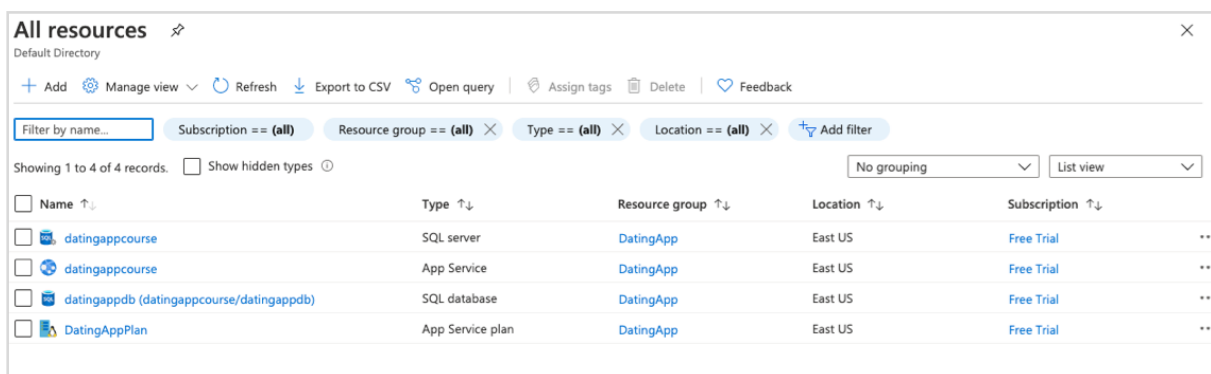 All resources
Default Directory
Add Manage view Refresh Export to CSV Open query Assign tags Delete Feedback
Filter by name... Subscription == (all) Resource group == (all) Type == (all) Location == (all) Add filter
Showing 1 to 4 of 4 records. Show hidden types No grouping List view
Name Type Resource group Location Subscription
SQL datingappcourse SQL server DatingApp East US Free Trial
datingappcourse App Service DatingApp East US Free Trial
SQL datingappdb (datingappcourse/datingappdb) SQL database DatingApp East US Free Trial
DatingAppPlan App Service plan DatingApp East US Free Trial